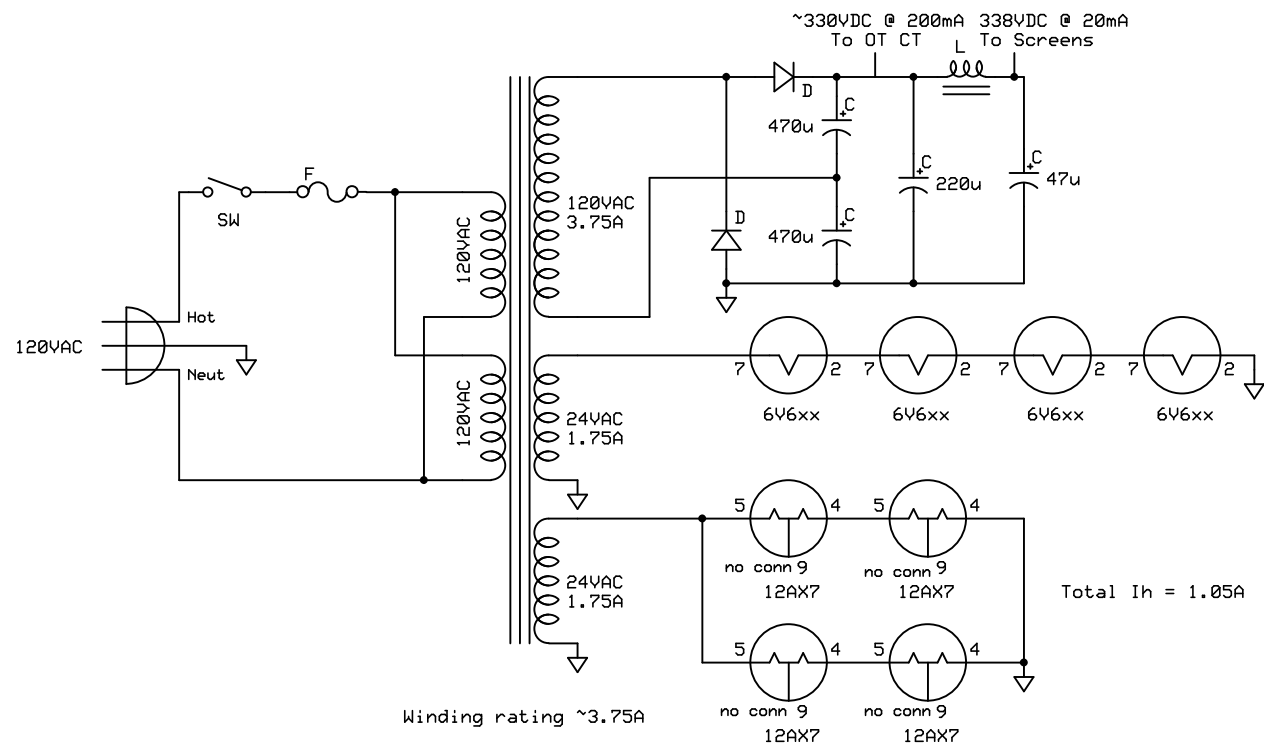 ~330VDC @ 200mA 338VDC @ 20mA
To OT CT L To Screens
D
C
470u
F
C
220u
C
47u
SW
120VAC
120VAC
3.75A
D
C
470u
Hot
120VAC
Neut
7 2 7 2 7 2 7 2
6V6xx 6V6xx 6V6xx 6V6xx
120VAC
24VAC
1.75A
5 4 5 4
no conn 9 no conn 9
12AX7 12AX7
24VAC
1.75A
Total Ih = 1.05A
5 4 5 4
no conn 9 no conn 9
12AX7 12AX7
Winding rating ~3.75A